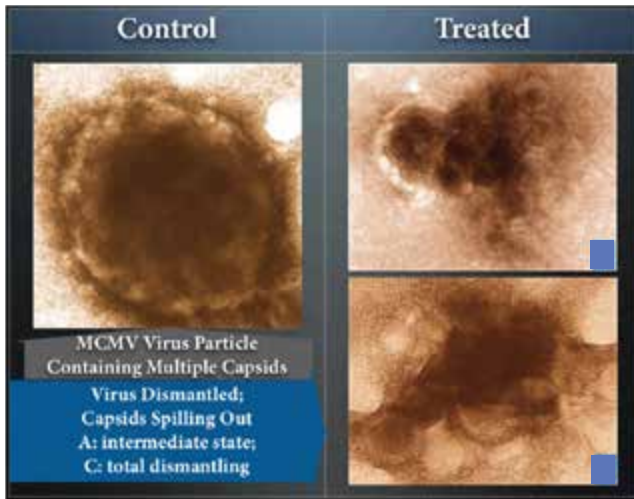 Control
Treated
MCMV Virus Particle
Containing Multiple Capsids
Virus Dismantled;
Capsids Spilling Out
A: intermediate state;
C: total dismantling